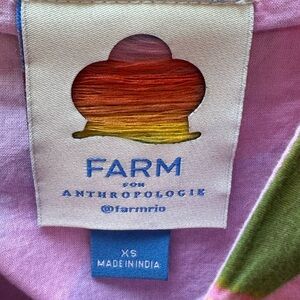 FARM
FOR
ANTHROPOLOGIE
@farmrio
XS
MADE IN INDIA